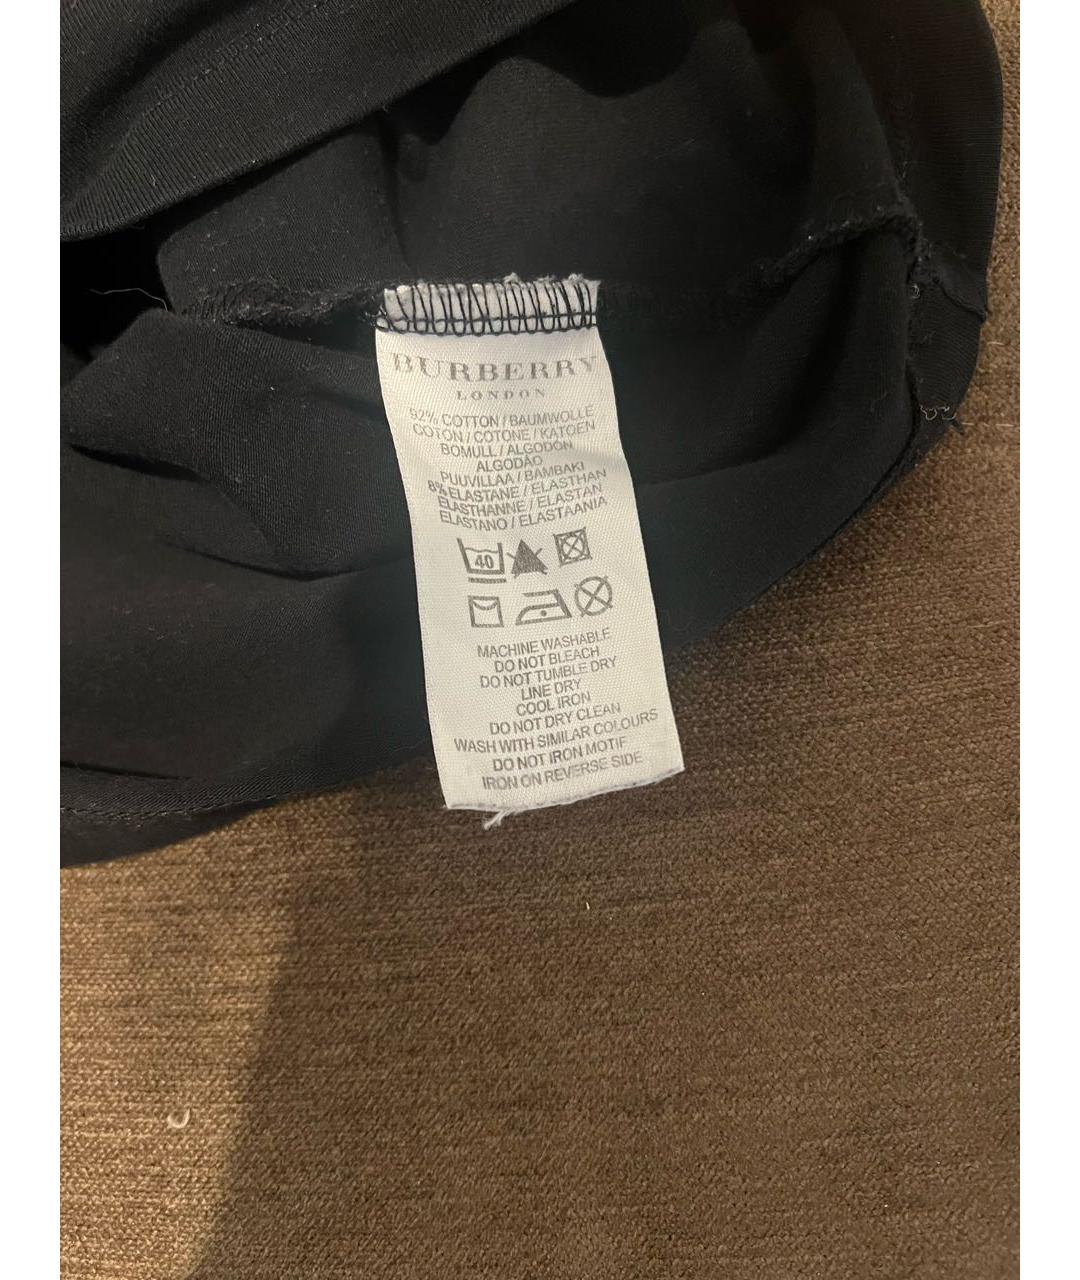 BURBERRY
LONDON
92% COTTON / BAUMWOLLE
COTON / COTONE / KATOEN
BOMULL / ALGODÓN
ALGODÃO
PUUVILLAA / BAMBAKI
8% ELASTANE / ELASTHAN
ELASTHANNE / ELASTAN
ELASTANO / ELASTAANIA
40
MACHINE WASHABLE
DO NOT BLEACH
DO NOT TUMBLE DRY
LINE DRY
COOL IRON
DO NOT DRY CLEAN
WASH WITH SIMILAR COLOURS
DO NOT IRON MOTIF
IRON ON REVERSE SIDE